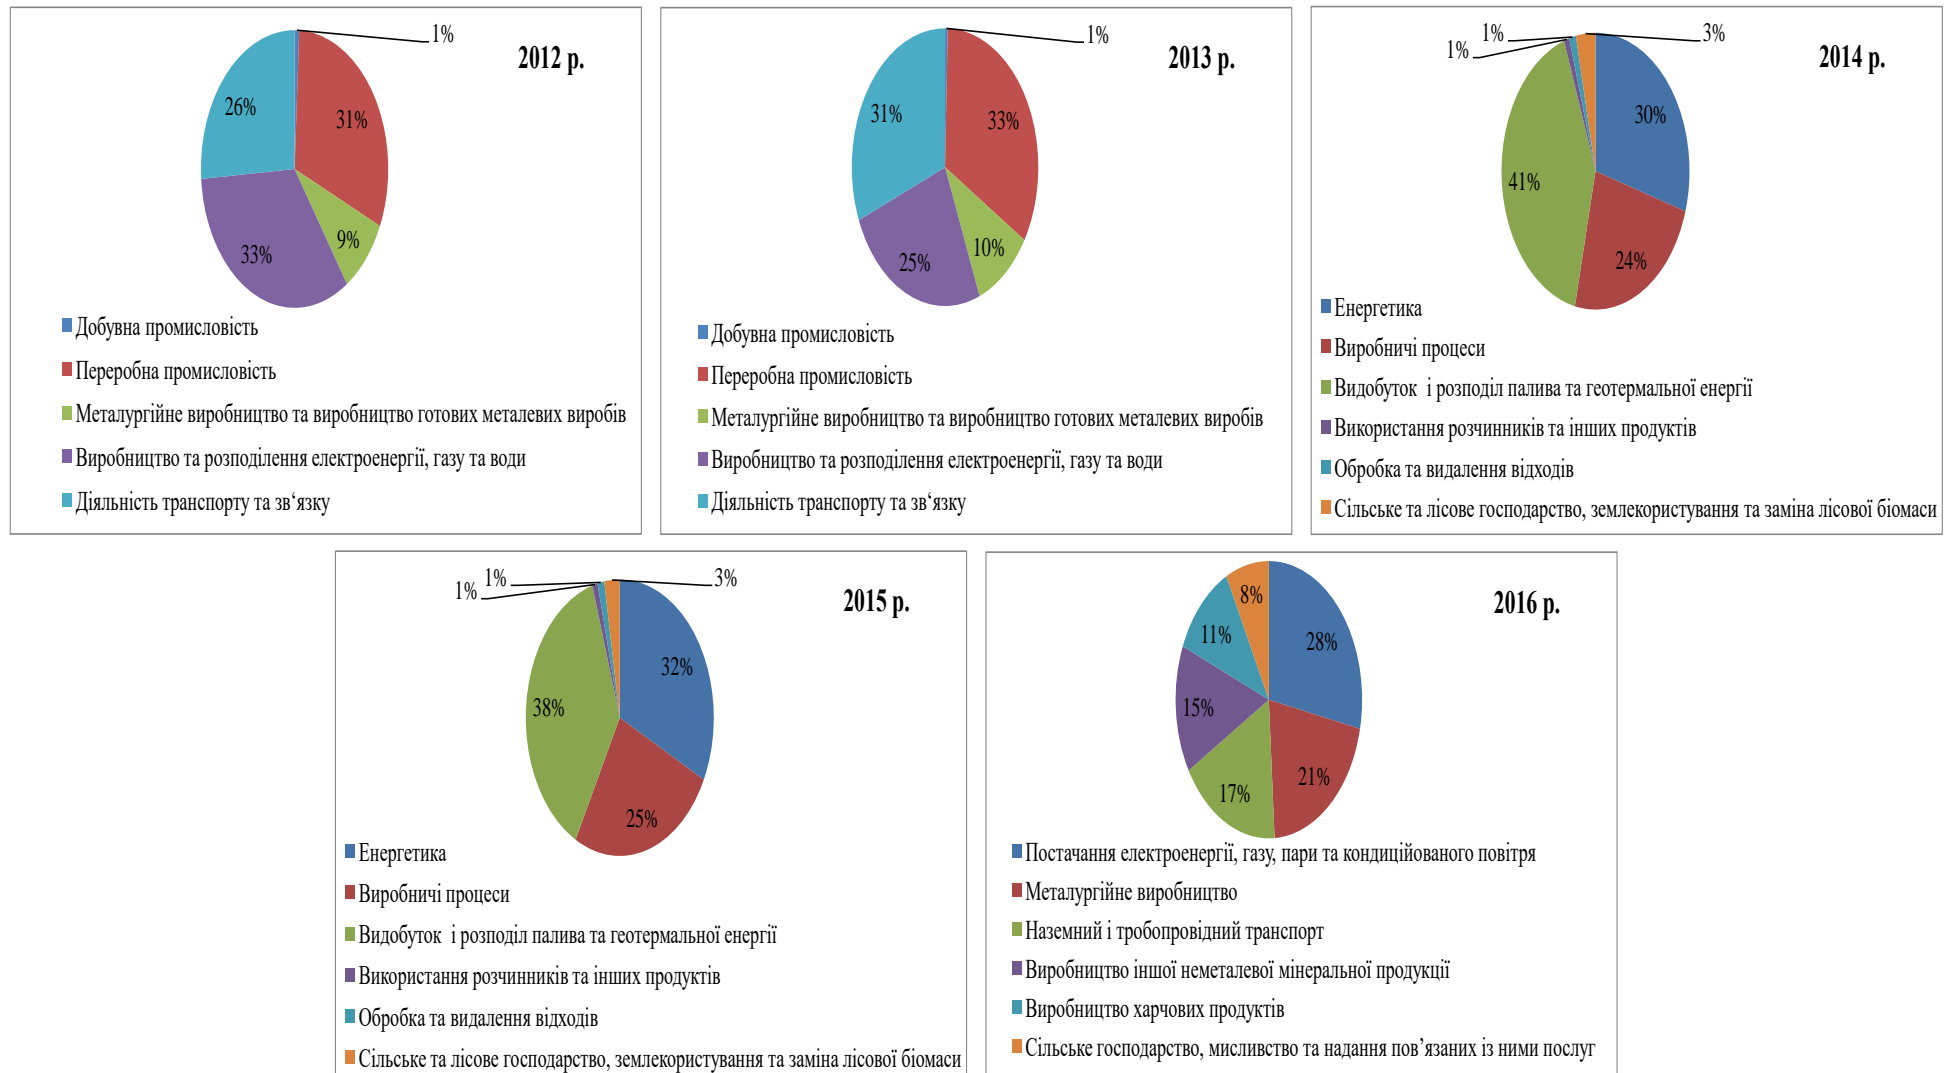 2012 р.
1%
31%
9%
33%
26%
Добувна промисловість
Переробна промисловість
Металургійне виробництво та виробництво готових металевих виробів
Виробництво та розподілення електроенергії, газу та води
Діяльність транспорту та зв‘язку
2013 р.
1%
33%
10%
25%
31%
Добувна промисловість
Переробна промисловість
Металургійне виробництво та виробництво готових металевих виробів
Виробництво та розподілення електроенергії, газу та води
Діяльність транспорту та зв‘язку
2014 р.
30%
24%
41%
1%
1%
3%
Енергетика
Виробничі процеси
Видобуток і розподіл палива та геотермальної енергії
Використання розчинників та інших продуктів
Обробка та видалення відходів
Сільське та лісове господарство, землекористування та заміна лісової біомаси
2015 р.
32%
25%
38%
1%
1%
3%
Енергетика
Виробничі процеси
Видобуток і розподіл палива та геотермальної енергії
Використання розчинників та інших продуктів
Обробка та видалення відходів
Сільське та лісове господарство, землекористування та заміна лісової біомаси
2016 р.
28%
21%
17%
15%
11%
8%
Постачання електроенергії, газу, пари та кондиційованого повітря
Металургійне виробництво
Наземний і тробопровідний транспорт
Виробництво іншої неметалевої мінеральної продукції
Виробництво харчових продуктів
Сільське господарство, мисливство та надання пов’язаних із ними послуг